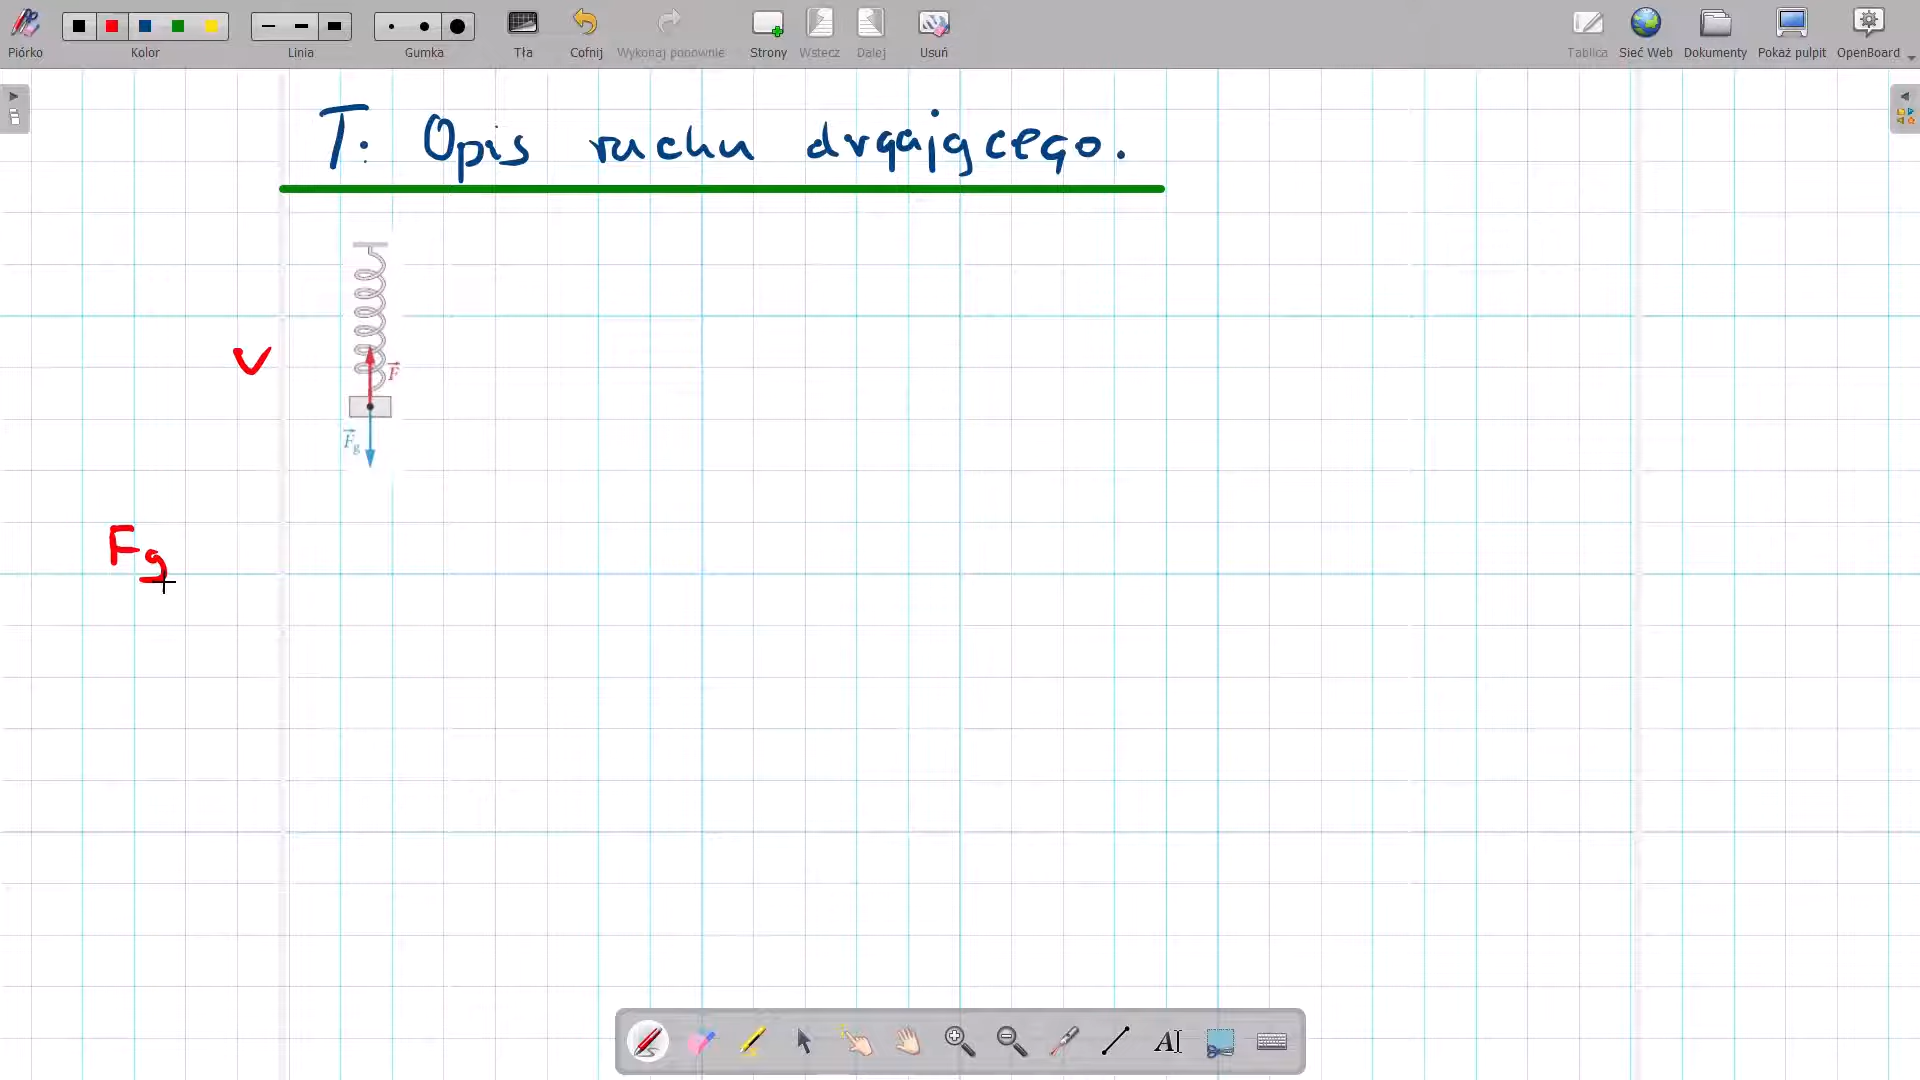 Piórko Kolor Linia Gumka Tła Cofnij Wykonaj ponownie Strony Wstecz Dalej Usuń Tablica Sieć Web Dokumenty Pokaż pulpit OpenBoard
T: Opis ruchu drgającego.
V
F
Fg
Fg
A